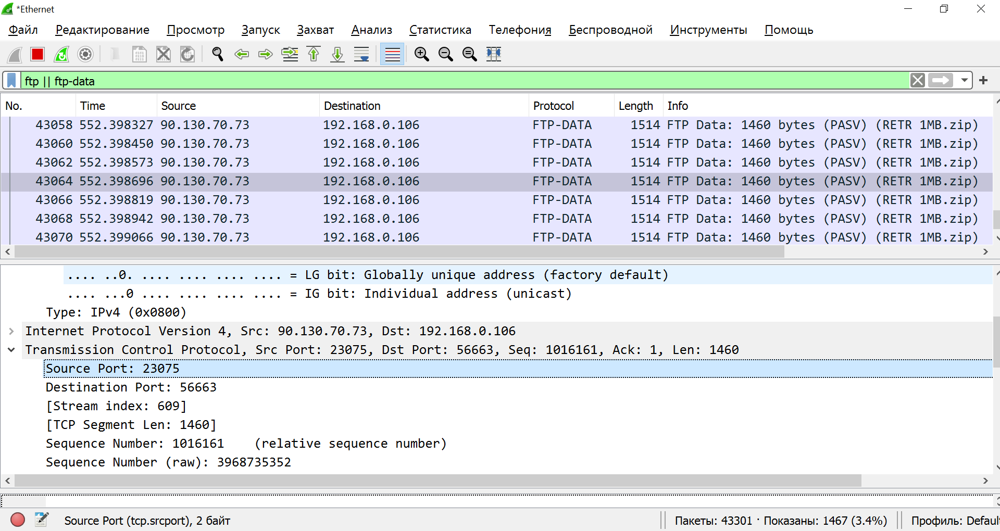 *Ethernet
Файл Редактирование Просмотр Запуск Захват Анализ Статистика Телефония Беспроводной Инструменты Помощь
ftp || ftp-data
No. Time Source Destination Protocol Length Info
43058 552.398327 90.130.70.73 192.168.0.106 FTP-DATA 1514 FTP Data: 1460 bytes (PASV) (RETR 1MB.zip)
43060 552.398450 90.130.70.73 192.168.0.106 FTP-DATA 1514 FTP Data: 1460 bytes (PASV) (RETR 1MB.zip)
43062 552.398573 90.130.70.73 192.168.0.106 FTP-DATA 1514 FTP Data: 1460 bytes (PASV) (RETR 1MB.zip)
43064 552.398696 90.130.70.73 192.168.0.106 FTP-DATA 1514 FTP Data: 1460 bytes (PASV) (RETR 1MB.zip)
43066 552.398819 90.130.70.73 192.168.0.106 FTP-DATA 1514 FTP Data: 1460 bytes (PASV) (RETR 1MB.zip)
43068 552.398942 90.130.70.73 192.168.0.106 FTP-DATA 1514 FTP Data: 1460 bytes (PASV) (RETR 1MB.zip)
43070 552.399066 90.130.70.73 192.168.0.106 FTP-DATA 1514 FTP Data: 1460 bytes (PASV) (RETR 1MB.zip)
.... ..0. .... .... .... .... = LG bit: Globally unique address (factory default)
.... ...0 .... .... .... .... = IG bit: Individual address (unicast)
Type: IPv4 (0x0800)
Internet Protocol Version 4, Src: 90.130.70.73, Dst: 192.168.0.106
Transmission Control Protocol, Src Port: 23075, Dst Port: 56663, Seq: 1016161, Ack: 1, Len: 1460
Source Port: 23075
Destination Port: 56663
[Stream index: 609]
[TCP Segment Len: 1460]
Sequence Number: 1016161 (relative sequence number)
Sequence Number (raw): 3968735352
Source Port (tcp.srcport), 2 байт Пакеты: 43301 · Показаны: 1467 (3.4%) Профиль: Defaul